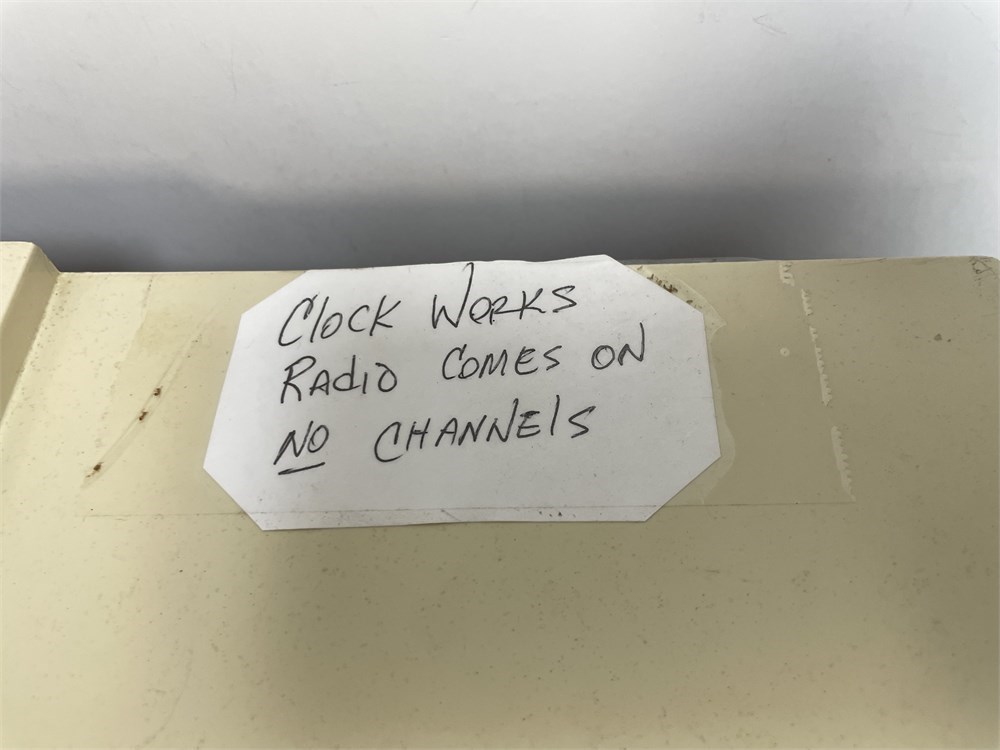 Clock Works
Radio Comes On
No Channels